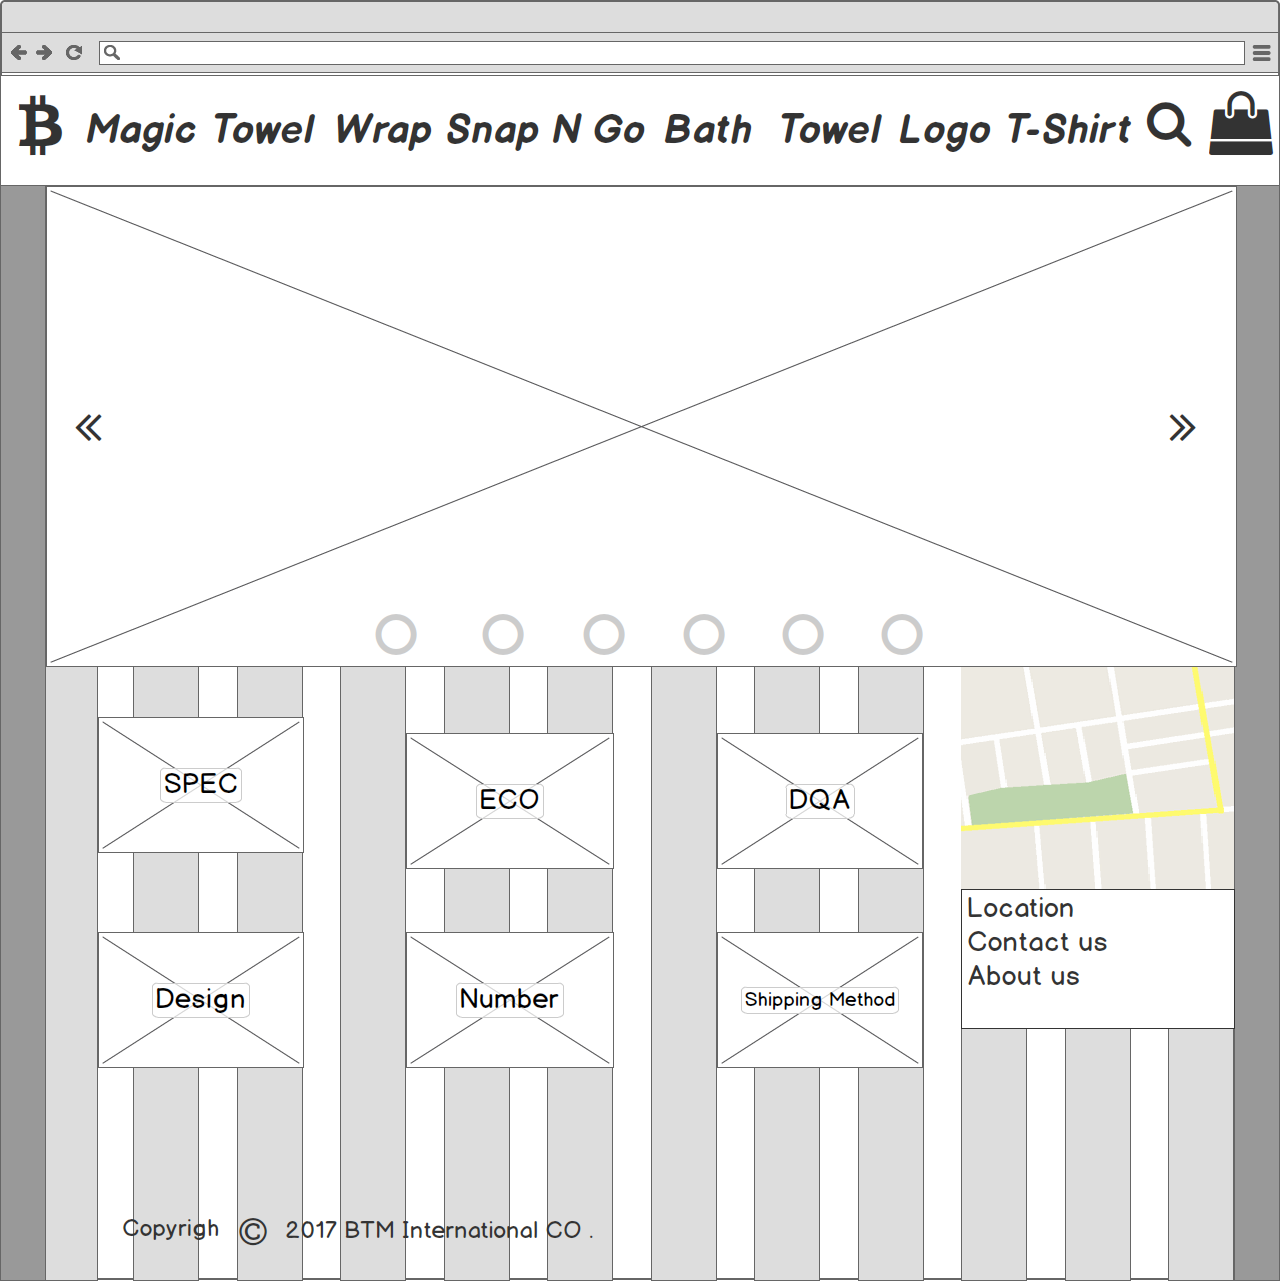 Magic Towel Wrap Snap N Go Bath Towel Logo T-Shirt
SPEC
ECO
DQA
Design
Number
Shipping Method
Location
Contact us
About us
Copyrigh © 2017 BTM International CO .